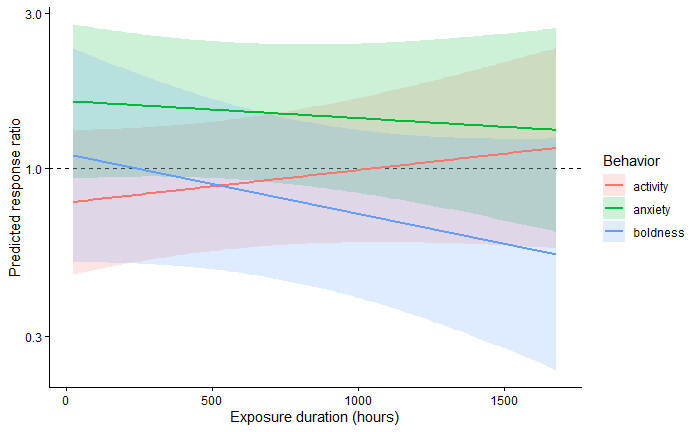 3.0
1.0
0.3
Predicted response ratio
0
500
1000
1500
Exposure duration (hours)
Behavior
activity
anxiety
boldness